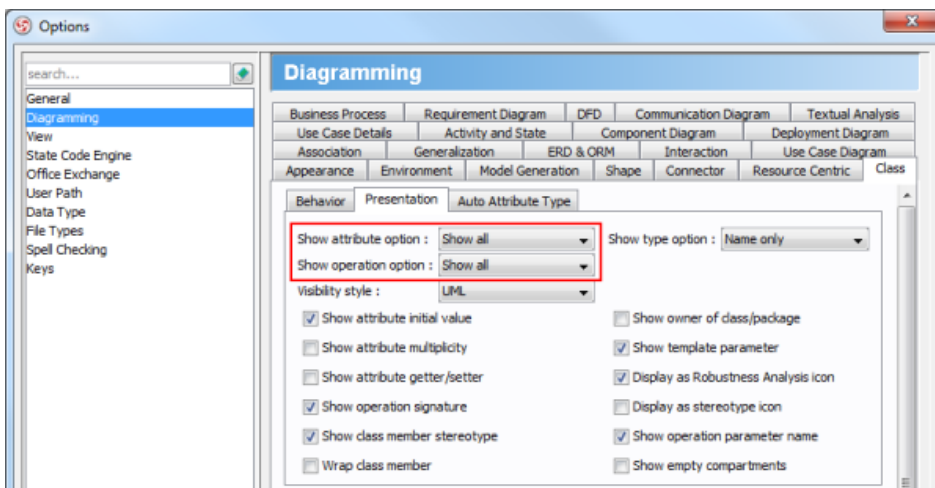 Options
search...
General
Diagramming
View
State Code Engine
Office Exchange
User Path
Data Type
File Types
Spell Checking
Keys
Diagramming
Business Process Requirement Diagram DFD Communication Diagram Textual Analysis
Use Case Details Activity and State Component Diagram Deployment Diagram
Association Generalization ERD & ORM Interaction Use Case Diagram
Appearance Environment Model Generation Shape Connector Resource Centric Class
Behavior Presentation Auto Attribute Type
Show attribute option : Show all Show type option : Name only
Show operation option : Show all
Visibility style : UML
Show attribute initial value Show owner of class/package
Show attribute multiplicity Show template parameter
Show attribute getter/setter Display as Robustness Analysis icon
Show operation signature Display as stereotype icon
Show class member stereotype Show operation parameter name
Wrap class member Show empty compartments